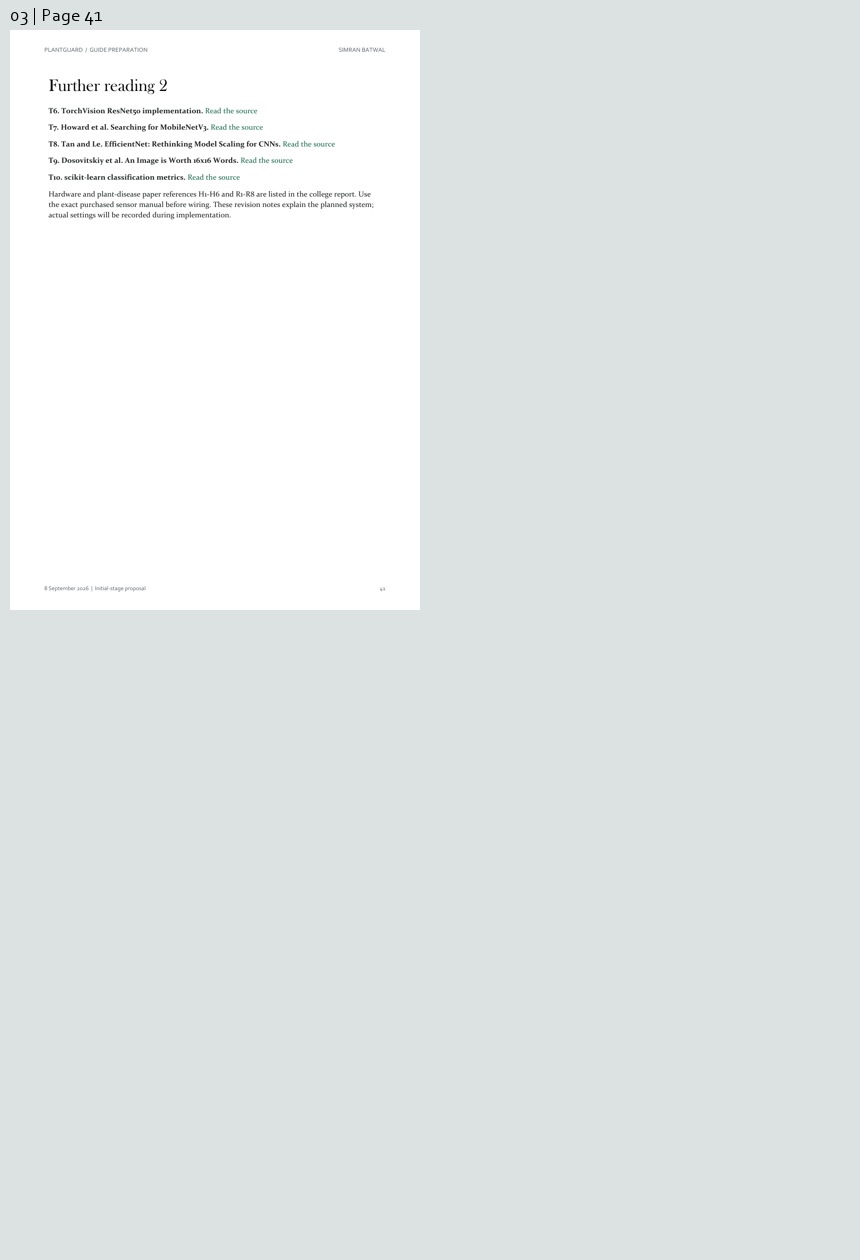 03 | Page 41
PLANTGUARD / GUIDE PREPARATION
SIMRAN BATWAL
Further reading 2
T6. TorchVision ResNet50 implementation. Read the source
T7. Howard et al. Searching for MobileNetV3. Read the source
T8. Tan and Le. EfficientNet: Rethinking Model Scaling for CNNs. Read the source
T9. Dosovitskiy et al. An Image is Worth 16x16 Words. Read the source
T10. scikit-learn classification metrics. Read the source
Hardware and plant-disease paper references H1-H6 and R1-R8 are listed in the college report. Use
the exact purchased sensor manual before wiring. These revision notes explain the planned system;
actual settings will be recorded during implementation.
8 September 2026 | Initial-stage proposal
41